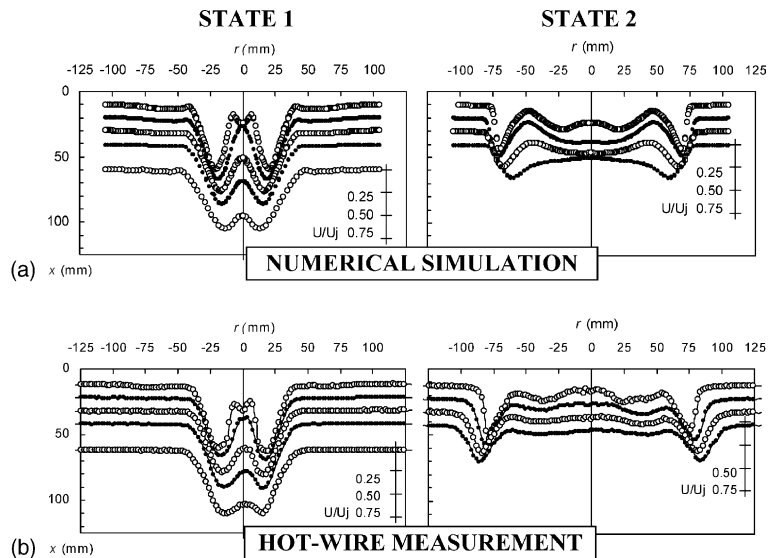 STATE 1
STATE 2
r (mm)
r (mm)
-125 -100 -75 -50 -25 0 25 50 75 100
-100 -75 -50 -25 0 25 50 75 100 125
0
50
100
0.25
0.50
U/Uj 0.75
0.25
0.50
U/Uj 0.75
(a) x (mm)
NUMERICAL SIMULATION
r (mm)
r (mm)
-125 -100 -75 -50 -25 0 25 50 75 100 125
-100 -75 -50 -25 0 25 50 75 100 125
0
50
100
0.25
0.50
U/Uj 0.75
0.50
U/Uj 0.75
(b) x (mm)
HOT-WIRE MEASUREMENT